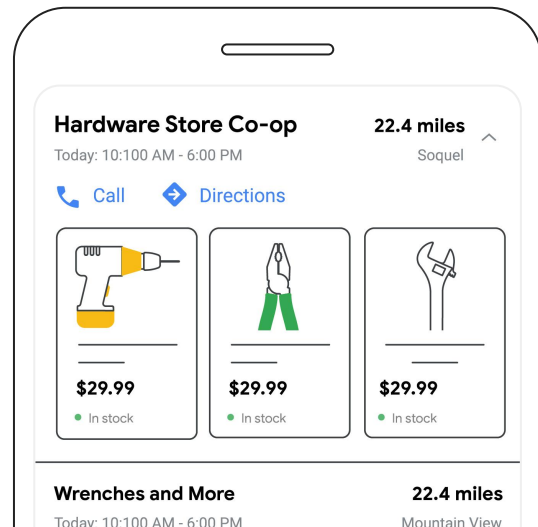 Hardware Store Co-op 22.4 miles
Today: 10:100 AM - 6:00 PM Soquel
Call Directions
$29.99 $29.99 $29.99
In stock In stock In stock
Wrenches and More 22.4 miles
Today: 10:100 AM - 6:00 PM Mountain View